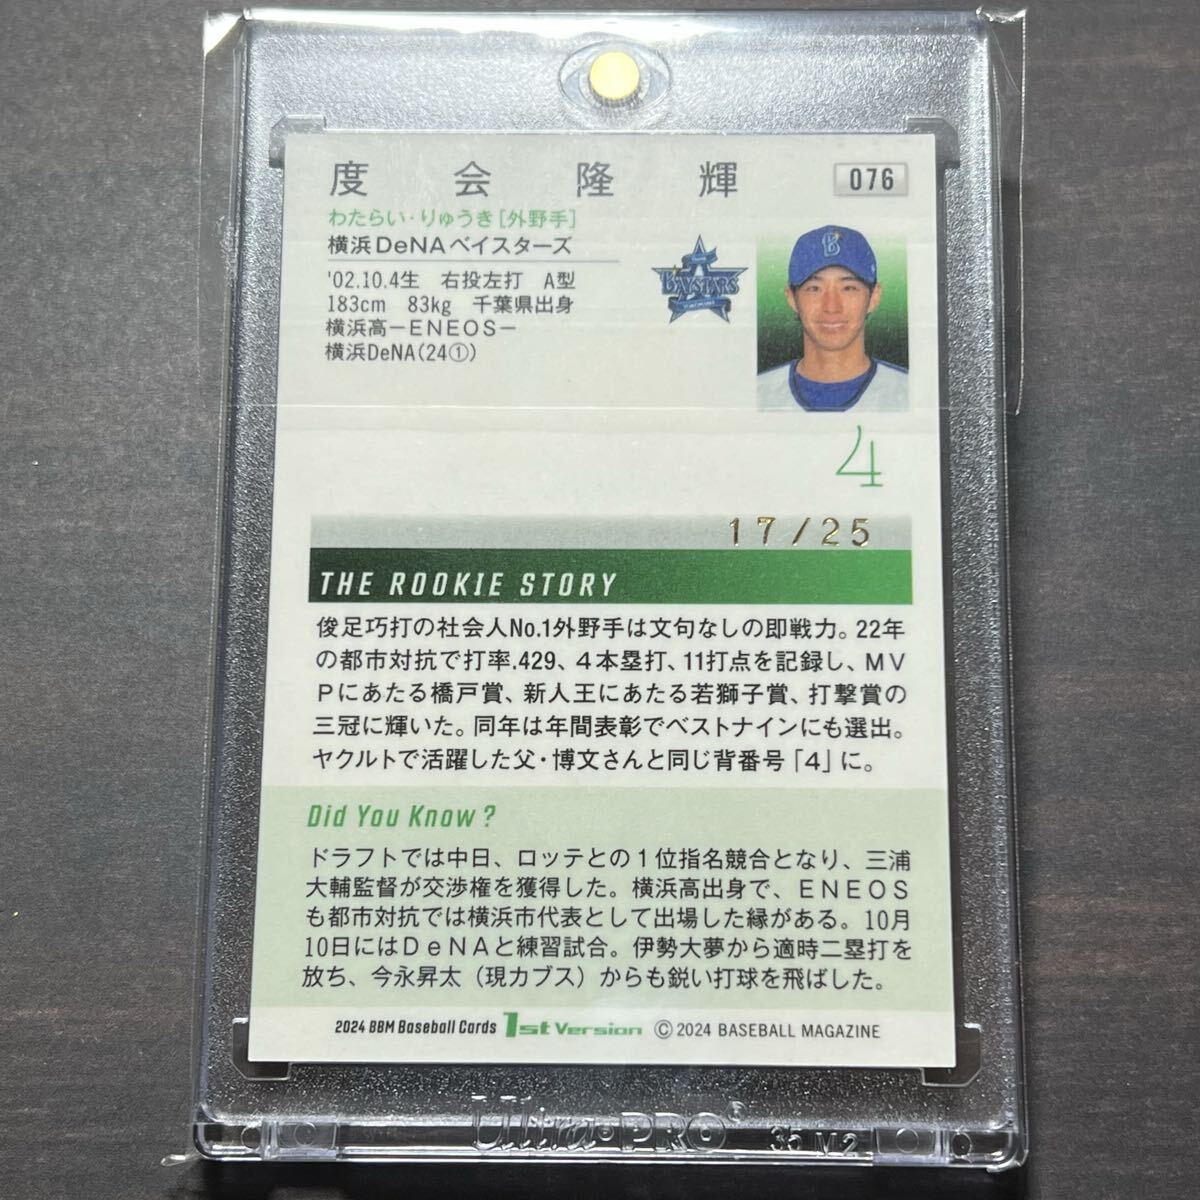 度会隆輝
076
わたらい・りゅうき[外野手]
横浜DeNAベイスターズ
'02.10.4生 右投左打 A型
183cm 83kg 千葉県出身
横浜高ーENEOSー
横浜DeNA(24①)
BAYSTARS
B
4
17/25
THE ROOKIE STORY
俊足巧打の社会人No.1外野手は文句なしの即戦力。22年
の都市対抗で打率.429、4本塁打、11打点を記録し、MV
Pにあたる橋戸賞、新人王にあたる若獅子賞、打撃賞の
三冠に輝いた。同年は年間表彰でベストナインにも選出。
ヤクルトで活躍した父・博文さんと同じ背番号「4」に。
Did You Know?
ドラフトでは中日、ロッテとの1位指名競合となり、三浦
大輔監督が交渉権を獲得した。横浜高出身で、ENEOS
も都市対抗では横浜市代表として出場した縁がある。10月
10日にはDeNAと練習試合。伊勢大夢から適時二塁打を
放ち、今永昇太（現カブス）からも鋭い打球を飛ばした。
2024 BBM Baseball Cards 1st Version © 2024 BASEBALL MAGAZINE
Ultra・PRO® 35 M2